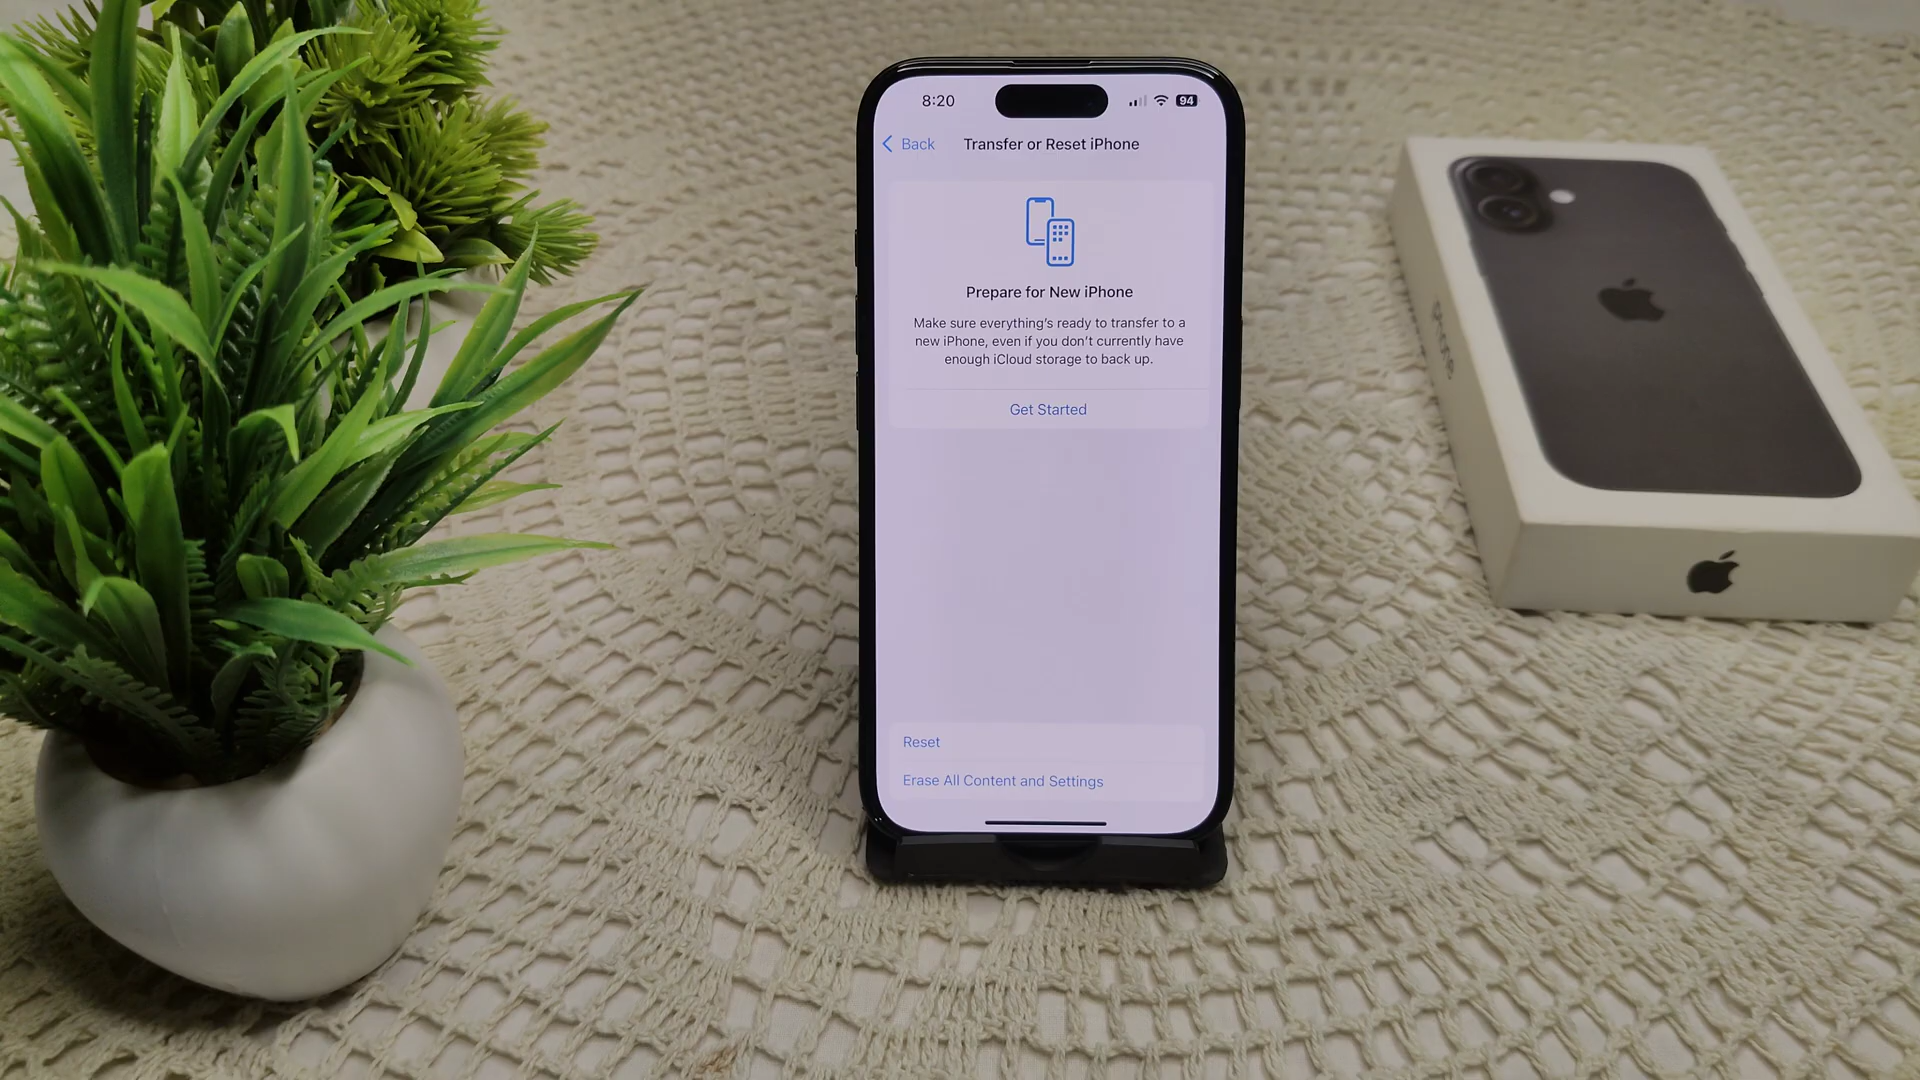 8:20
94
Back
Transfer or Reset iPhone
Prepare for New iPhone
Make sure everything's ready to transfer to a
new iPhone, even if you don't currently have
enough iCloud storage to back up.
Get Started
Reset
Erase All Content and Settings
iPhone